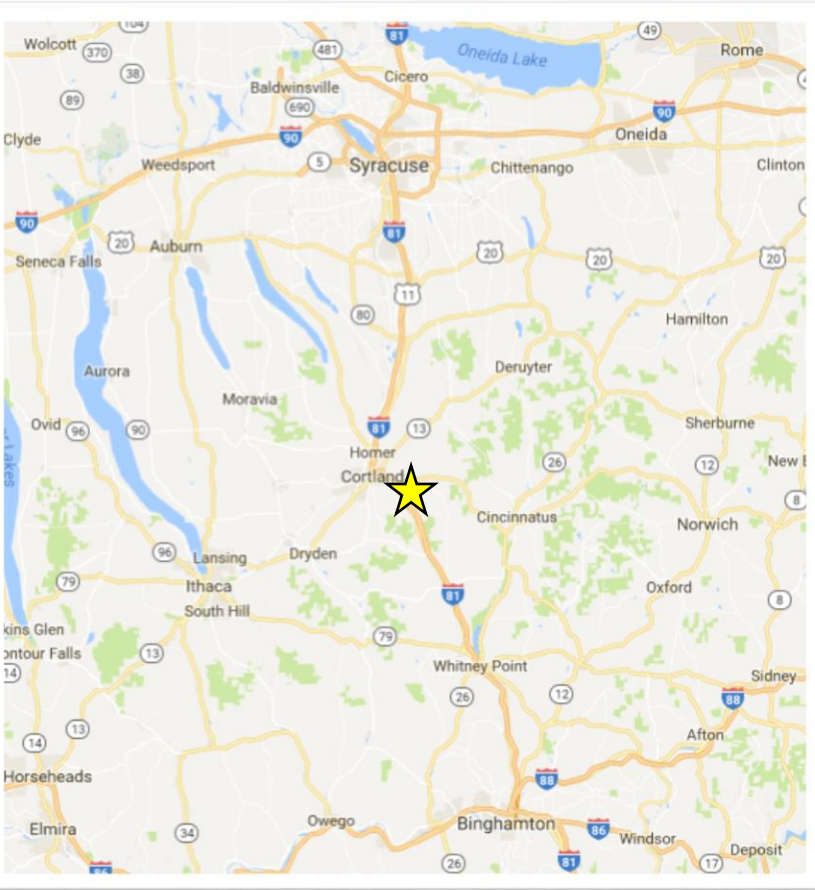 104
49
Wolcott
370
481
81
Oneida Lake
Rome
38
Cicero
89
Baldwinsville
690
90
Clyde
90
Oneida
Weedsport
5
Syracuse
Chittenango
Clinton
90
20
Auburn
81
20
20
20
Seneca Falls
11
80
Hamilton
Aurora
Deruyter
Moravia
Ovid
96
90
81
13
Sherburne
Homer
Lakes
26
12
New
Cortland
8
Cincinnatus
Norwich
96
Lansing
Dryden
79
Ithaca
81
Oxford
8
South Hill
kins Glen
79
ontour Falls
13
14
Whitney Point
Sidney
26
12
88
13
14
Afton
Horseheads
88
Elmira
34
Owego
Binghamton
86
Windsor
Deposit
26
81
17
86